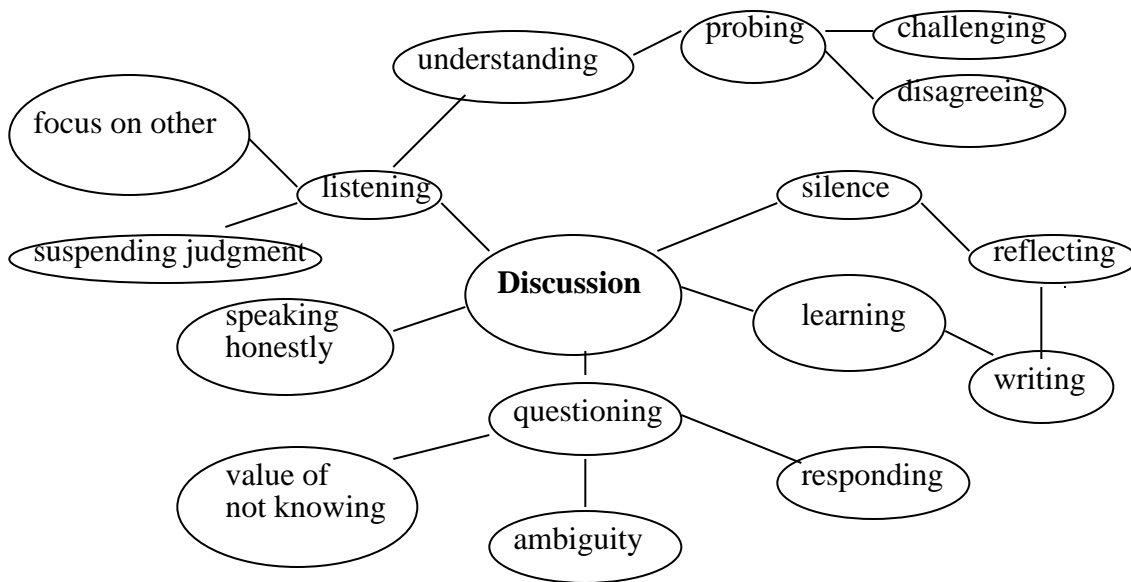 probing
challenging
understanding
disagreeing
focus on other
listening
silence
suspending judgment
reflecting
Discussion
speaking
honestly
learning
writing
questioning
value of
not knowing
responding
ambiguity